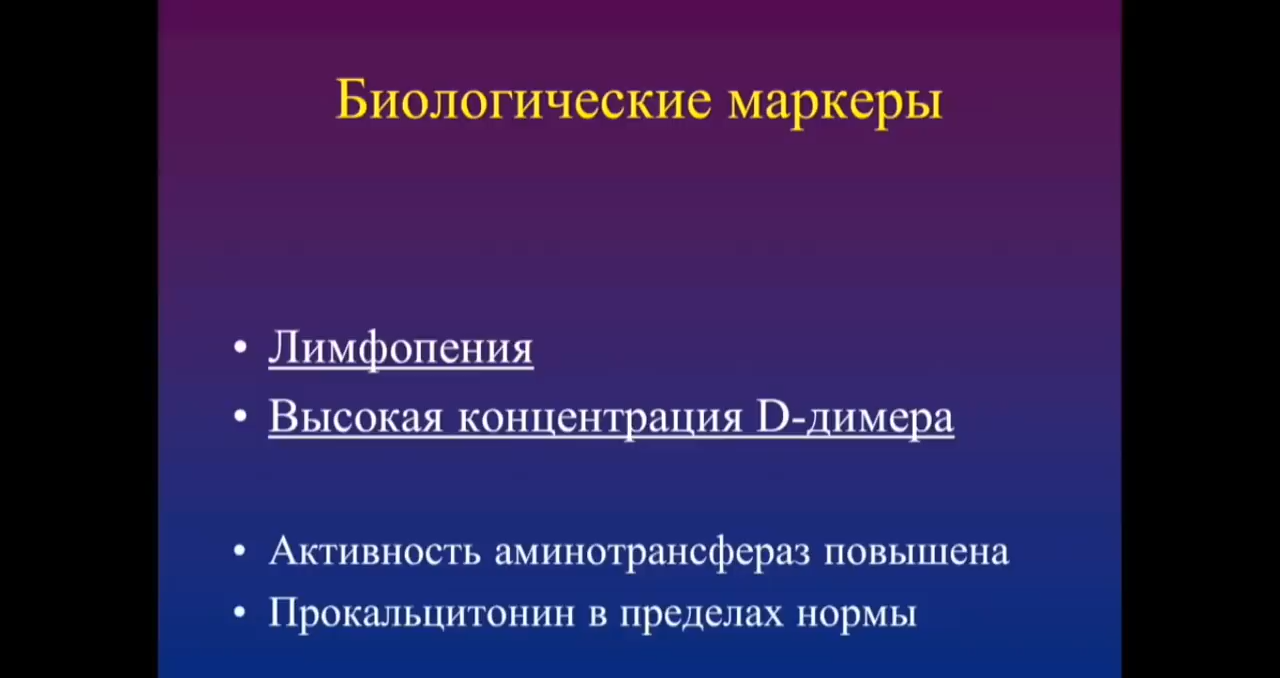 Биологические маркеры
• Лимфопения
• Высокая концентрация D-димера
• Активность аминотрансфераз повышена
• Прокальцитонин в пределах нормы